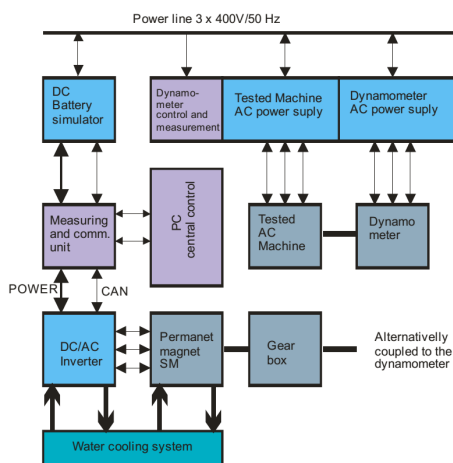 Power line 3 x 400V/50 Hz
DC
Battery
simulator
Dynamo-
meter
control and
measurement
Tested Machine
AC power suply
Dynamometer
AC power suply
Measuring
and comm.
unit
PC
central control
Tested
AC
Machine
Dynamo
meter
POWER
CAN
DC/AC
Inverter
Permanet
magnet
SM
Gear
box
Alternativelly
coupled to the
dynamometer
Water cooling system